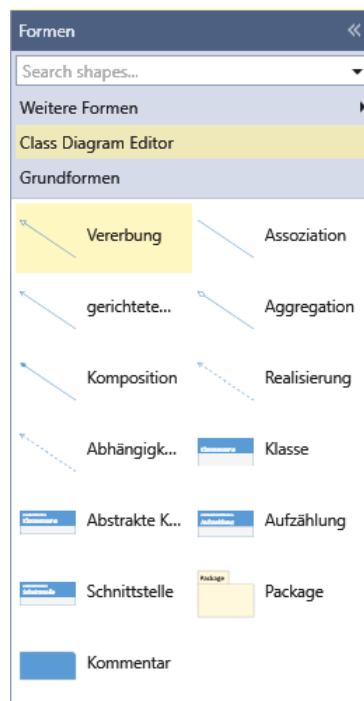 Formen
Search shapes...
Weitere Formen
Class Diagram Editor
Grundformen
Vererbung
Assoziation
gerichtete...
Aggregation
Komposition
Realisierung
Abhängigk...
Klasse
Abstrakte K...
Aufzählung
Schnittstelle
Package
Package
Kommentar